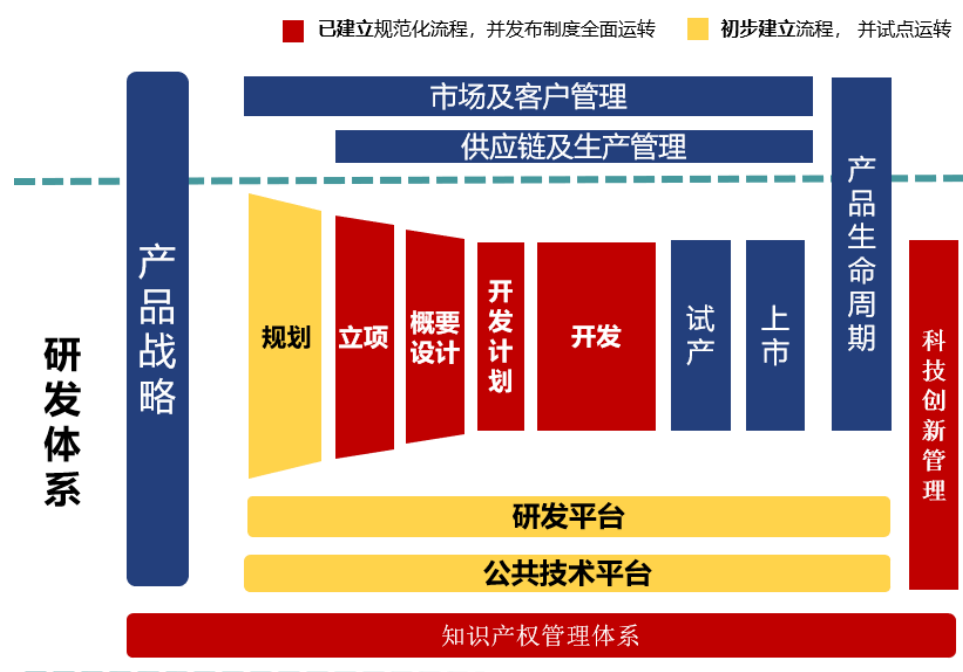 已建立规范化流程，并发布制度全面运转
初步建立流程， 并试点运转
市场及客户管理
供应链及生产管理
研发体系
产品战略
规划
立项
概要
设计
开发计划
开发
试产
上市
产品生命周期
科技创新管理
研发平台
公共技术平台
知识产权管理体系